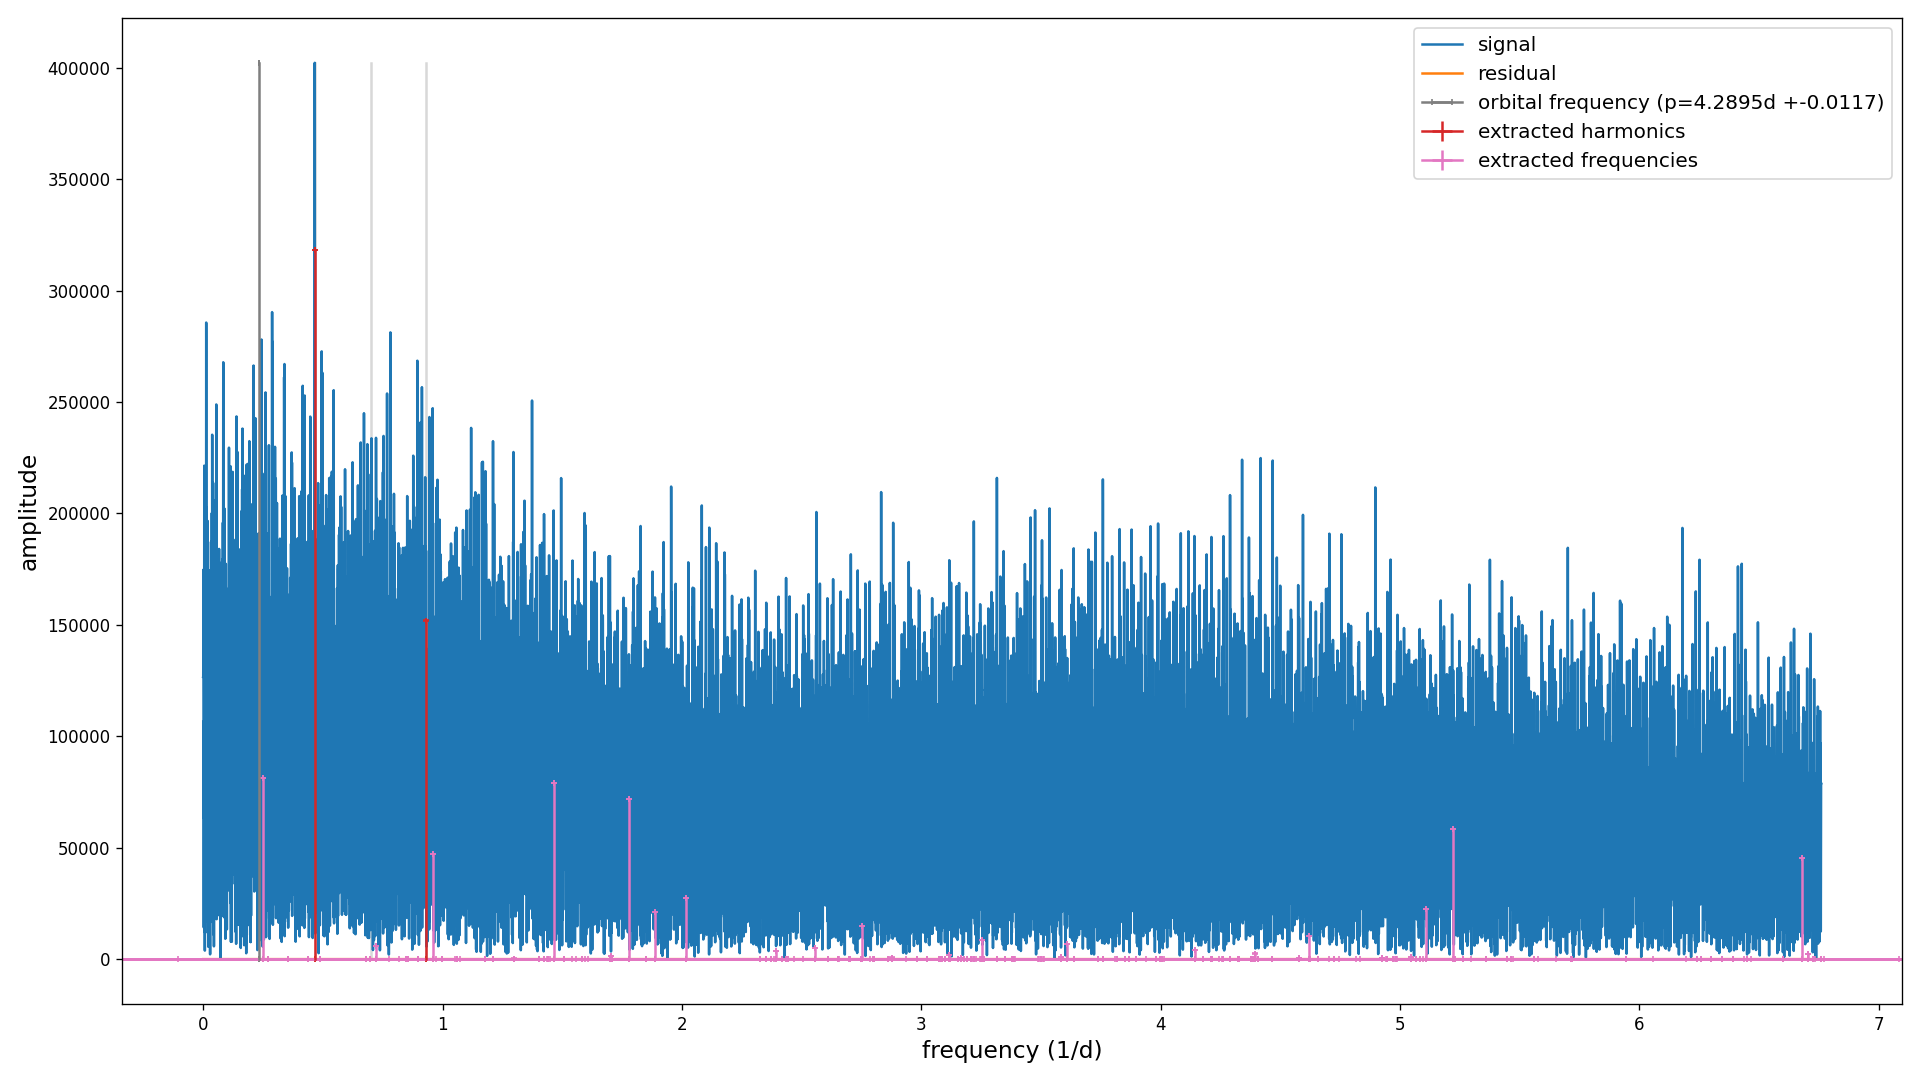 400000
350000
300000
250000
200000
150000
100000
50000
0
amplitude
signal
residual
orbital frequency (p=4.2895d +-0.0117)
extracted harmonics
extracted frequencies
0 1 2 3 4 5 6 7
frequency (1/d)